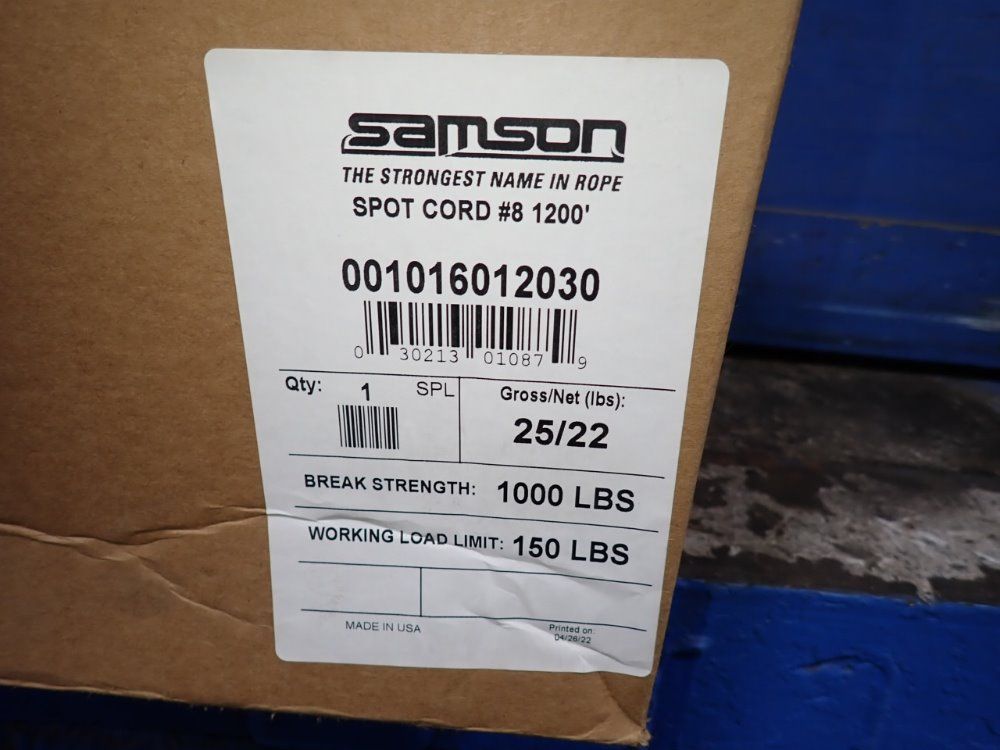 samson
THE STRONGEST NAME IN ROPE
SPOT CORD #8 1200'
001016012030
0 30213 01087 9
Qty: 1 SPL
Gross/Net (lbs):
25/22
BREAK STRENGTH: 1000 LBS
WORKING LOAD LIMIT: 150 LBS
MADE IN USA
Printed on:
04/26/22